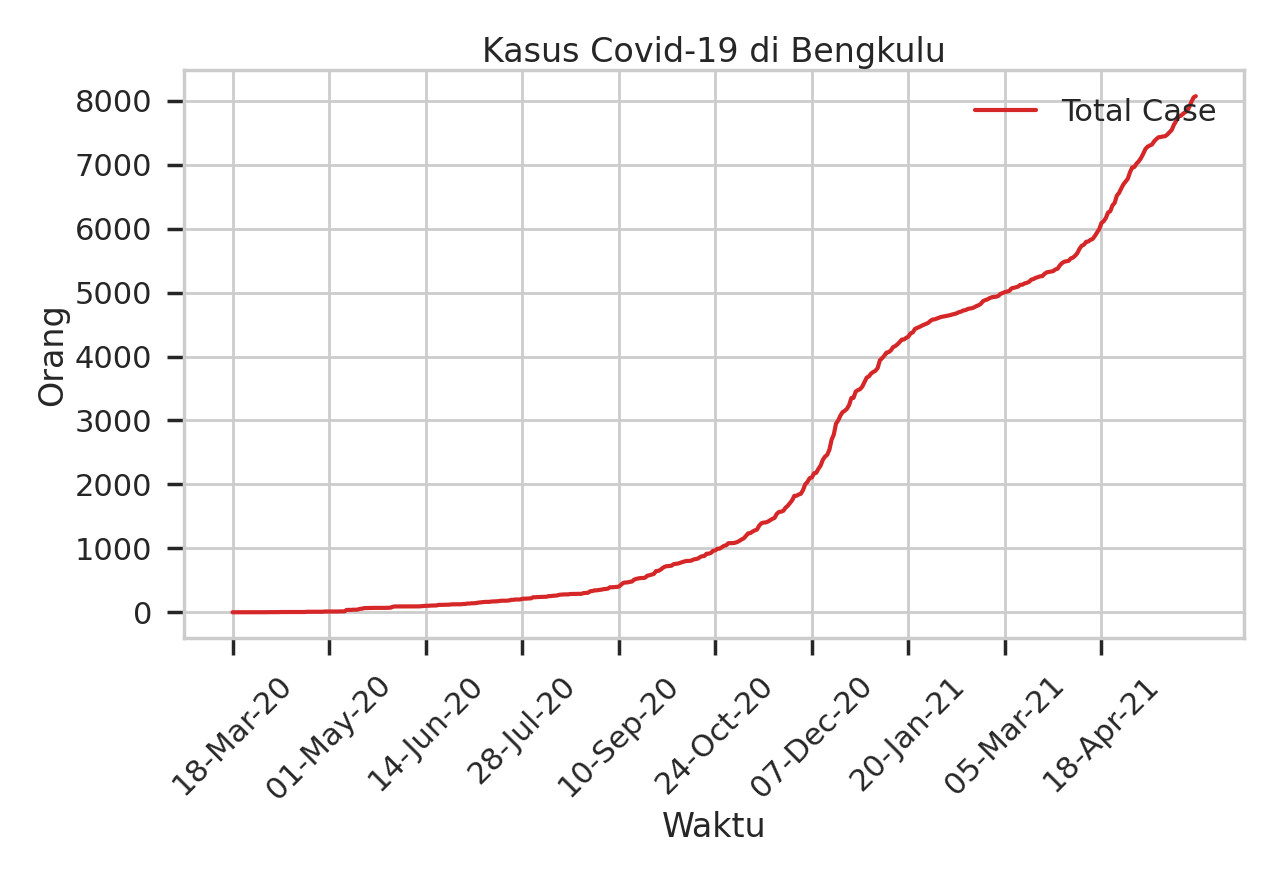 Kasus Covid-19 di Bengkulu
Total Case
8000
7000
6000
5000
4000
3000
2000
1000
0
Orang
18-Mar-20
01-May-20
14-Jun-20
28-Jul-20
10-Sep-20
24-Oct-20
07-Dec-20
20-Jan-21
05-Mar-21
18-Apr-21
Waktu